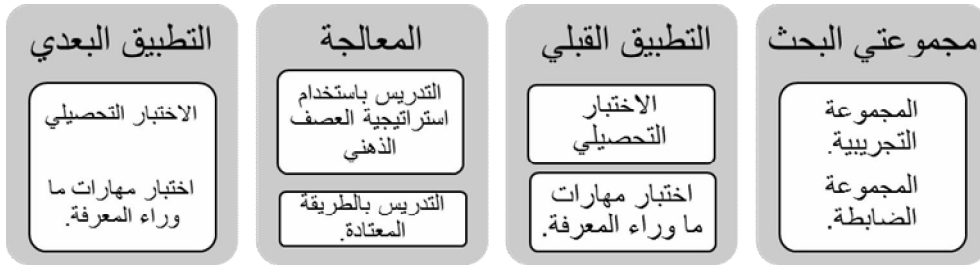 مجموعتي البحث
المجموعة
التجريبية.
المجموعة
الضابطة.
التطبيق القبلي
الاختبار
التحصيلي
اختبار مهارات
ما وراء المعرفة.
المعالجة
التدريس باستخدام
استراتيجية العصف
الذهني
التدريس بالطريقة
المعتادة.
التطبيق البعدي
الاختبار التحصيلي
اختبار مهارات ما
وراء المعرفة.